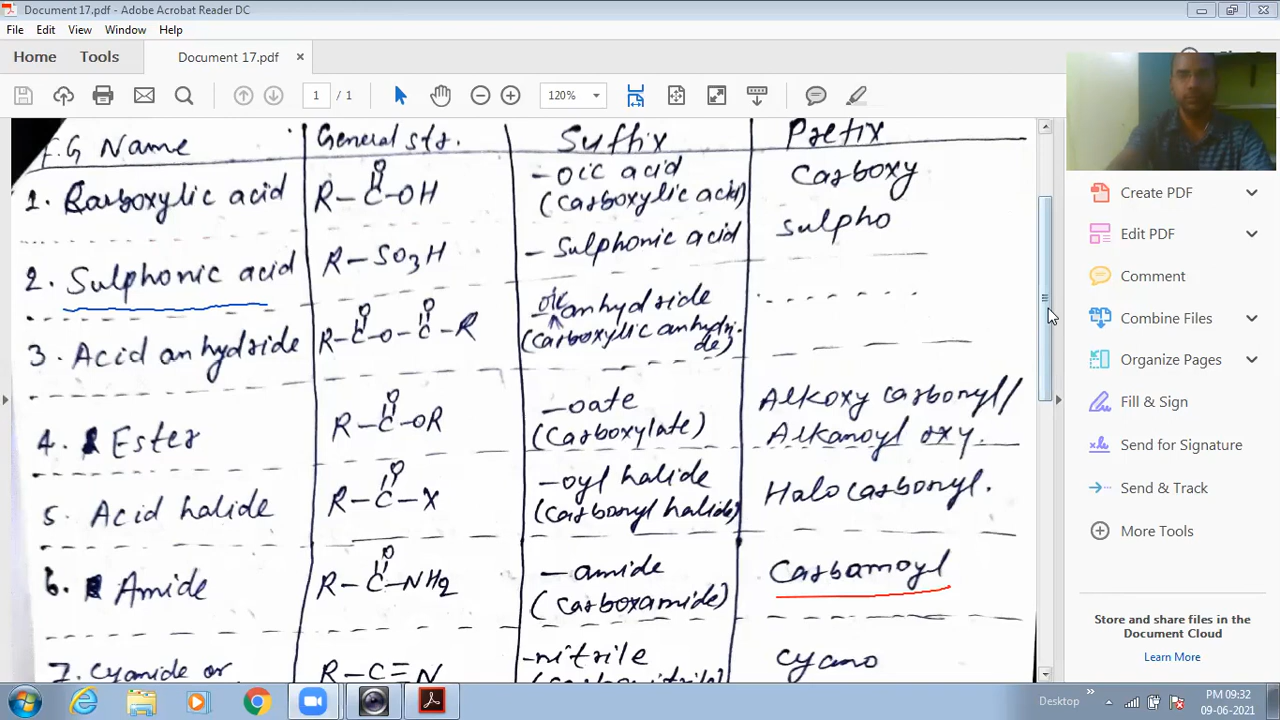 Document 17.pdf - Adobe Acrobat Reader DC
File Edit View Window Help
Home Tools Document 17.pdf ×
1 / 1 120%
F.G Name General str. Suffix Prefix
1. Carboxylic acid R-C-OH O -oic acid (Carboxylic acid) Carboxy
2. Sulphonic acid R-SO3H - Sulphonic acid Sulpho
3. Acid anhydride R-C-O-C-R O O -oic anhydride (Carboxylic anhydri-de)
4. Ester R-C-OR O -oate (Carboxylate) Alkoxy carbonyl/ Alkanoyl oxy.
5. Acid halide R-C-X O -oyl halide (Carbonyl halide) Halocarbonyl.
6. Amide R-C-NH2 O -amide (Carboxamide) Carbamoyl
7. Cyanide or R-C≡N -nitrile (carbonitrile) Cyano
Create PDF
Edit PDF
Comment
Combine Files
Organize Pages
Fill & Sign
Send for Signature
Send & Track
More Tools
Store and share files in the
Document Cloud
Learn More
Desktop
PM 09:32
09-06-2021